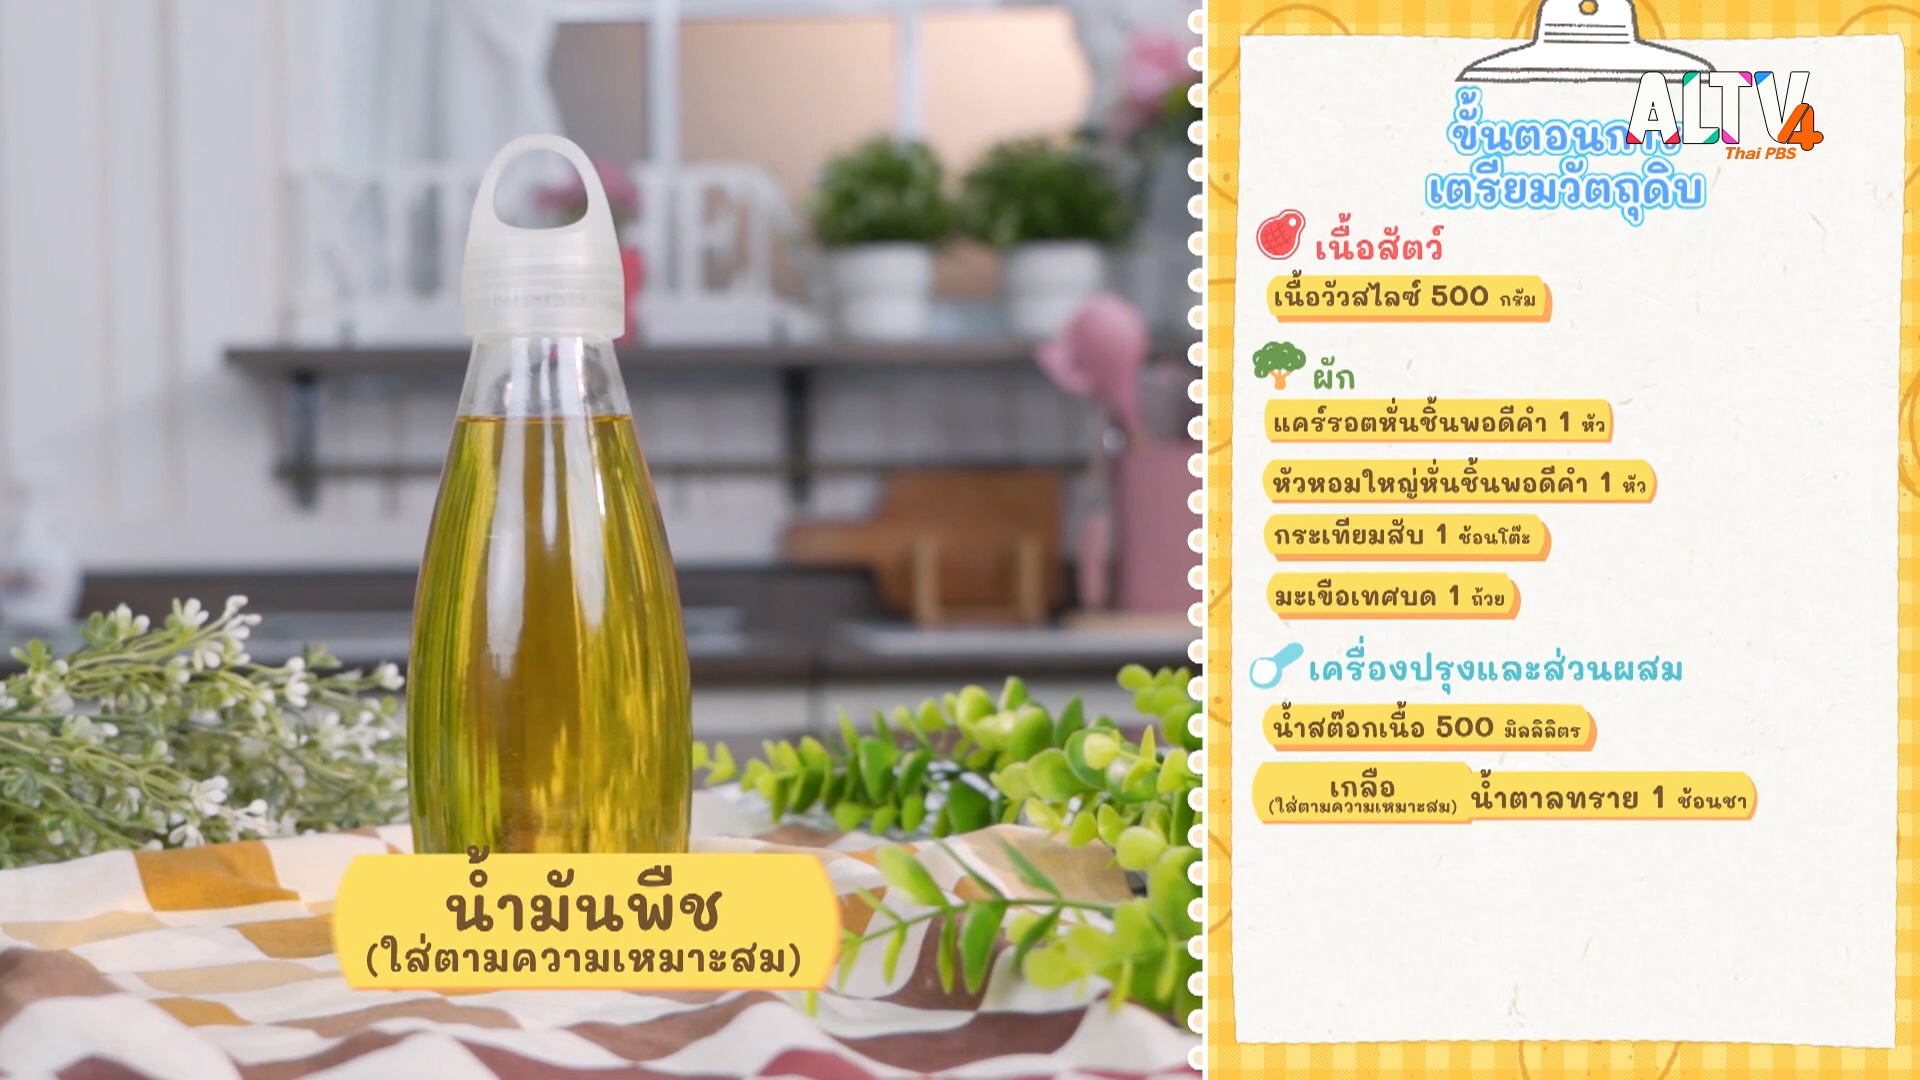 KITCHEN
น้ำมันพืช
(ใส่ตามความเหมาะสม)
ALTV4
Thai PBS
ขั้นตอนการ
เตรียมวัตถุดิบ
เนื้อสัตว์
เนื้อวัวสไลซ์ 500 กรัม
ผัก
แคร์รอตหั่นชิ้นพอดีคำ 1 หัว
หัวหอมใหญ่หั่นชิ้นพอดีคำ 1 หัว
กระเทียมสับ 1 ช้อนโต๊ะ
มะเขือเทศบด 1 ถ้วย
เครื่องปรุงและส่วนผสม
น้ำสต๊อกเนื้อ 500 มิลลิลิตร
เกลือ
(ใส่ตามความเหมาะสม)
น้ำตาลทราย 1 ช้อนชา